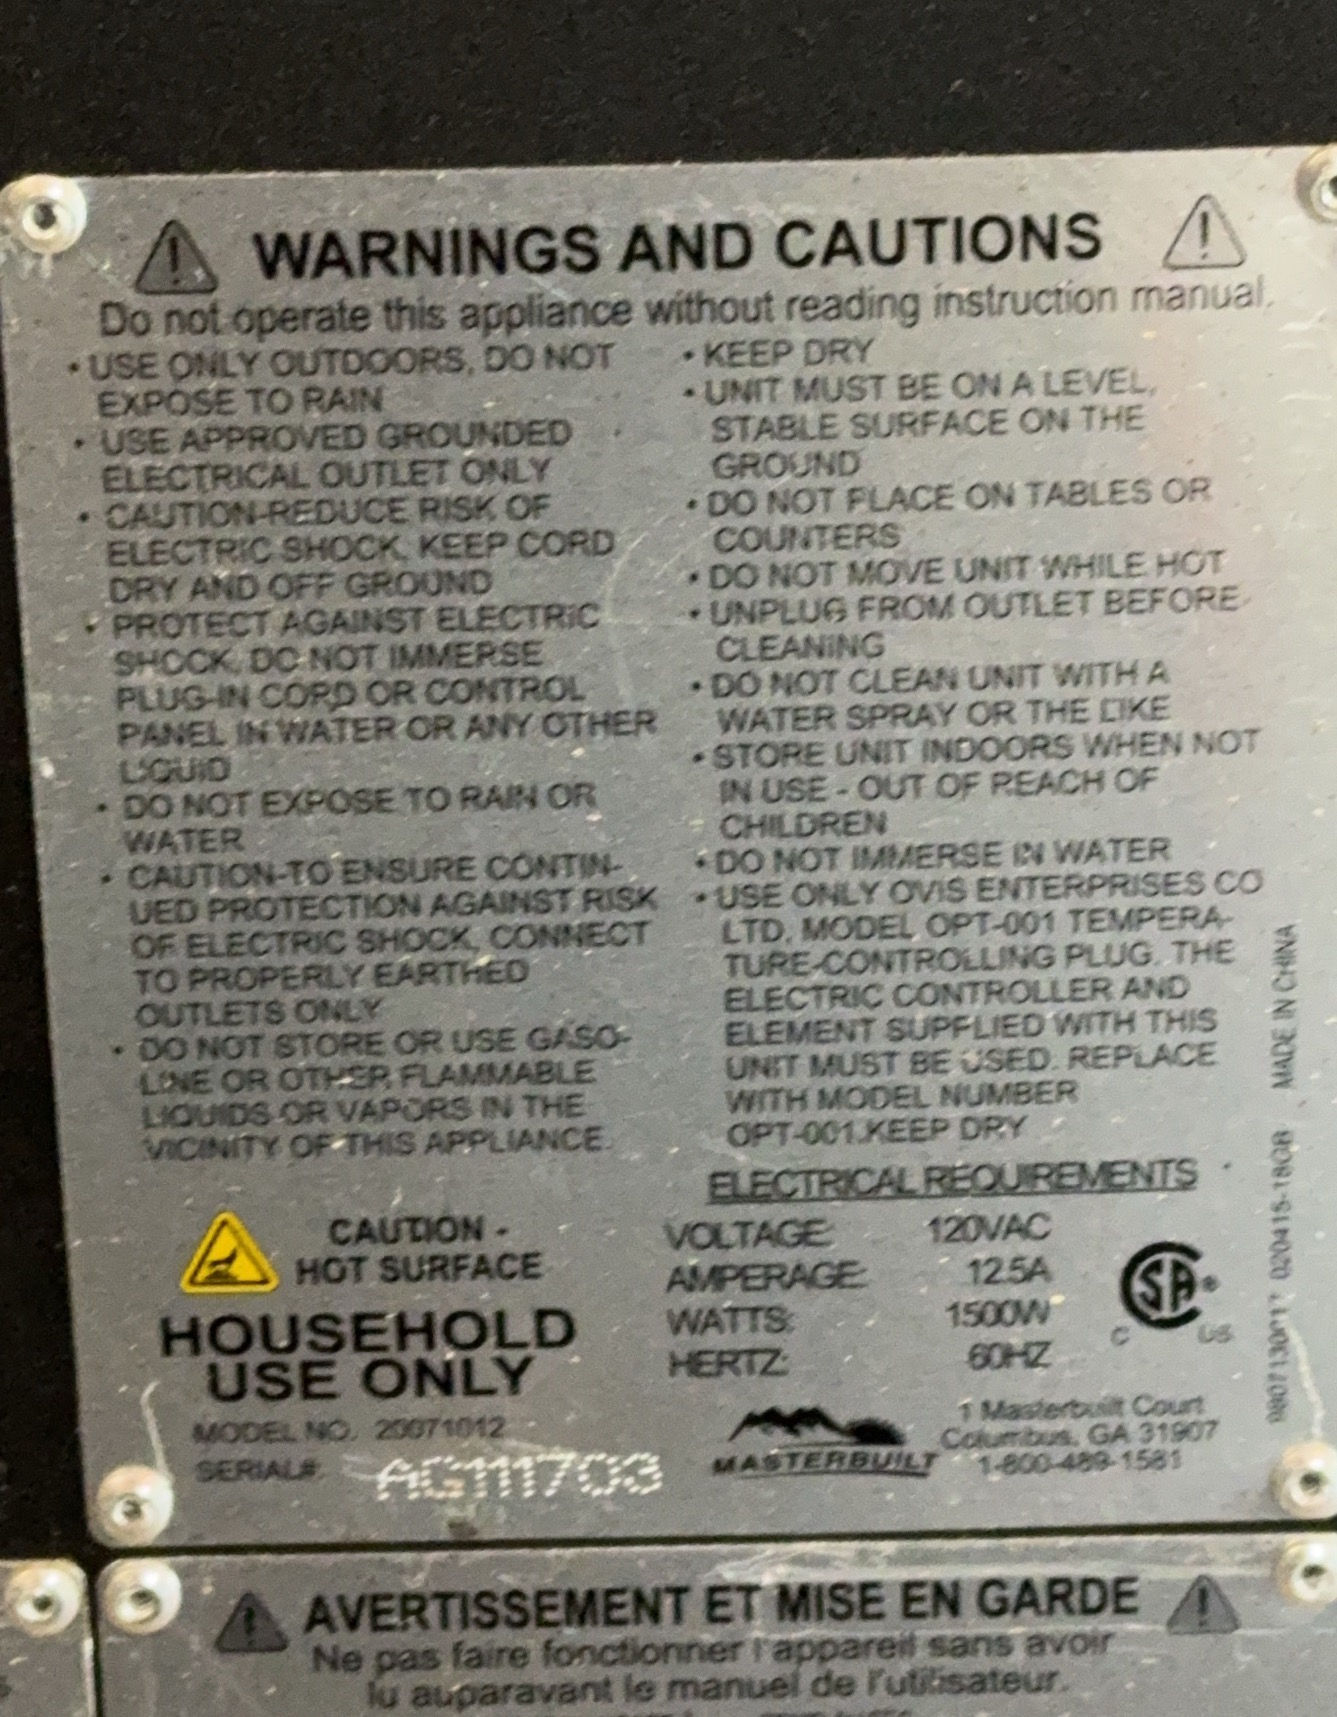 WARNINGS AND CAUTIONS
Do not operate this appliance without reading instruction manual.
• USE ONLY OUTDOORS, DO NOT
EXPOSE TO RAIN
• USE APPROVED GROUNDED
ELECTRICAL OUTLET ONLY
• CAUTION-REDUCE RISK OF
ELECTRIC SHOCK, KEEP CORD
DRY AND OFF GROUND
• PROTECT AGAINST ELECTRIC
SHOCK, DO NOT IMMERSE
PLUG-IN CORD OR CONTROL
PANEL IN WATER OR ANY OTHER
LIQUID
• DO NOT EXPOSE TO RAIN OR
WATER
• CAUTION-TO ENSURE CONTIN-
UED PROTECTION AGAINST RISK
OF ELECTRIC SHOCK, CONNECT
TO PROPERLY EARTHED
OUTLETS ONLY
• DO NOT STORE OR USE GASO-
LINE OR OTHER FLAMMABLE
LIQUIDS OR VAPORS IN THE
VICINITY OF THIS APPLIANCE.
• KEEP DRY
• UNIT MUST BE ON A LEVEL,
STABLE SURFACE ON THE
GROUND
• DO NOT PLACE ON TABLES OR
COUNTERS
• DO NOT MOVE UNIT WHILE HOT
• UNPLUG FROM OUTLET BEFORE
CLEANING
• DO NOT CLEAN UNIT WITH A
WATER SPRAY OR THE LIKE
• STORE UNIT INDOORS WHEN NOT
IN USE - OUT OF REACH OF
CHILDREN
• DO NOT IMMERSE IN WATER
• USE ONLY OVIS ENTERPRISES CO
LTD. MODEL OPT-001 TEMPERA-
TURE-CONTROLLING PLUG. THE
ELECTRIC CONTROLLER AND
ELEMENT SUPPLIED WITH THIS
UNIT MUST BE USED. REPLACE
WITH MODEL NUMBER
OPT-001.KEEP DRY
CAUTION -
HOT SURFACE
HOUSEHOLD
USE ONLY
MODEL NO. 20071012
SERIAL#: AG111703
ELECTRICAL REQUIREMENTS
VOLTAGE: 120VAC
AMPERAGE: 12.5A
WATTS: 1500W
HERTZ: 60HZ
SA®
C US
MASTERBUILT
1 Masterbuilt Court
Columbus, GA 31907
1-800-489-1581
020415-18GB MADE IN CHINA
AVERTISSEMENT ET MISE EN GARDE
Ne pas faire fonctionner l'appareil sans avoir
lu auparavant le manuel de l'utilisateur.